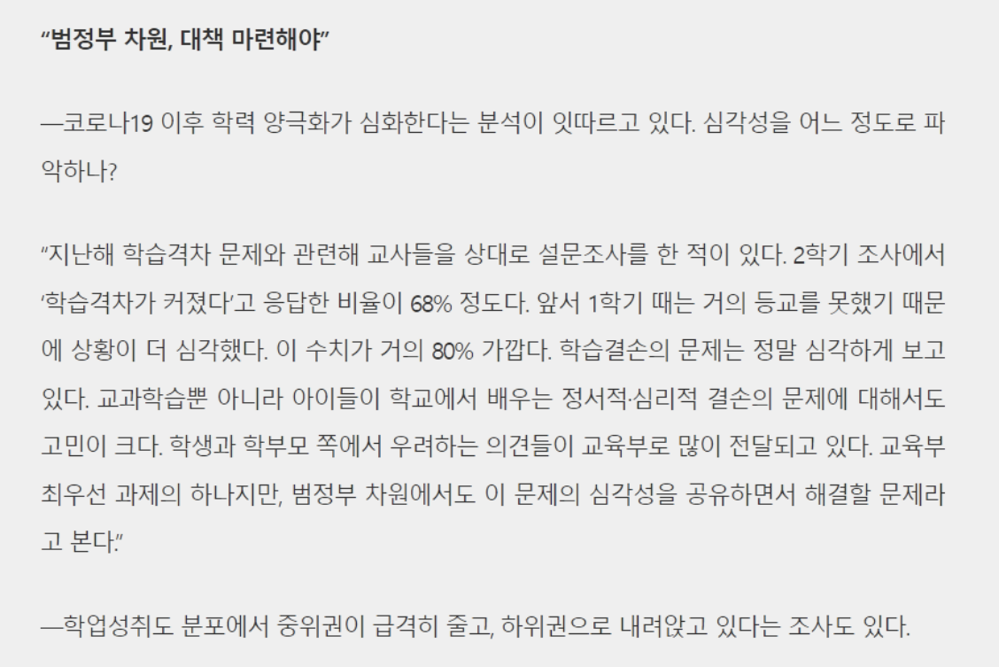 “범정부 차원, 대책 마련해야”
—코로나19 이후 학력 양극화가 심화한다는 분석이 잇따르고 있다. 심각성을 어느 정도로 파
악하나?
“지난해 학습격차 문제와 관련해 교사들을 상대로 설문조사를 한 적이 있다. 2학기 조사에서
‘학습격차가 커졌다’고 응답한 비율이 68% 정도다. 앞서 1학기 때는 거의 등교를 못했기 때문
에 상황이 더 심각했다. 이 수치가 거의 80% 가깝다. 학습결손의 문제는 정말 심각하게 보고
있다. 교과학습뿐 아니라 아이들이 학교에서 배우는 정서적·심리적 결손의 문제에 대해서도
고민이 크다. 학생과 학부모 쪽에서 우려하는 의견들이 교육부로 많이 전달되고 있다. 교육부
최우선 과제의 하나지만, 범정부 차원에서도 이 문제의 심각성을 공유하면서 해결할 문제라
고 본다.”
—학업성취도 분포에서 중위권이 급격히 줄고, 하위권으로 내려앉고 있다는 조사도 있다.